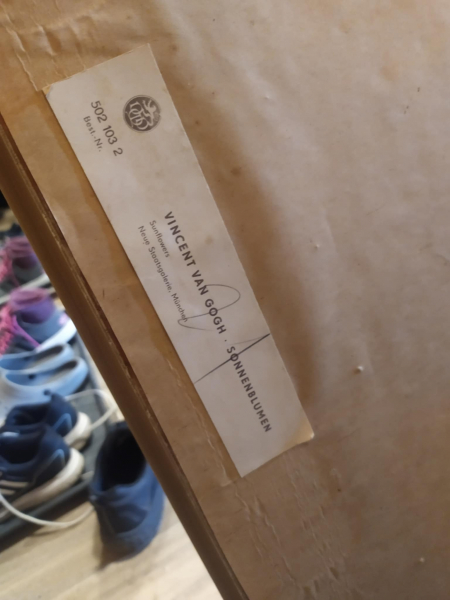 502 103 2
Best.-Nr.
VINCENT VAN GOGH · SONNENBLUMEN
Sunflowers
Neue Staatsgalerie, München